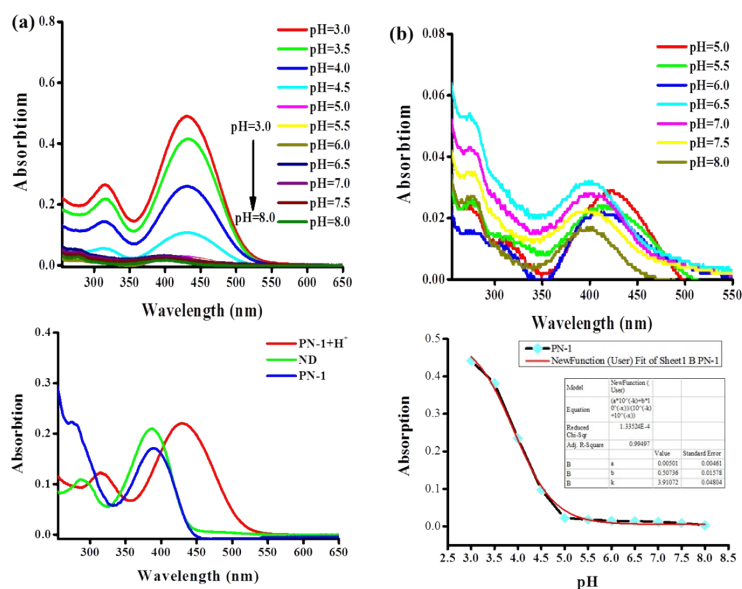 (a)
0.8
0.6
0.4
0.2
0.0
Absorbtiom
250 300 350 400 450 500 550 600 650
Wavelength (nm)
pH=3.0
pH=3.5
pH=4.0
pH=4.5
pH=5.0
pH=5.5
pH=6.0
pH=6.5
pH=7.0
pH=7.5
pH=8.0
pH=3.0
pH=8.0
(b)
0.08
0.06
0.04
0.02
0.00
Absorbtiom
300 350 400 450 500 550
Wavelength (nm)
pH=5.0
pH=5.5
pH=6.0
pH=6.5
pH=7.0
pH=7.5
pH=8.0
0.4
0.3
0.2
0.1
0.0
Absorbtiom
300 350 400 450 500 550 600 650
Wavelength (nm)
PN-1+H+
ND
PN-1
0.5
0.4
0.3
0.2
0.1
0.0
Absorption
2.5 3.0 3.5 4.0 4.5 5.0 5.5 6.0 6.5 7.0 7.5 8.0 8.5
pH
PN-1
NewFunction (User) Fit of Sheet1 B PN-1
Model NewFunction (User)
Equation (a*10^(-k)+b*10^(-x))/(10^(-k)+10^(-x))
Reduced Chi-Sqr 1.33524E-4
Adj. R-Square 0.99497
Value Standard Error
B a 0.00501 0.00461
B b 0.50736 0.01578
B k 3.91072 0.04804